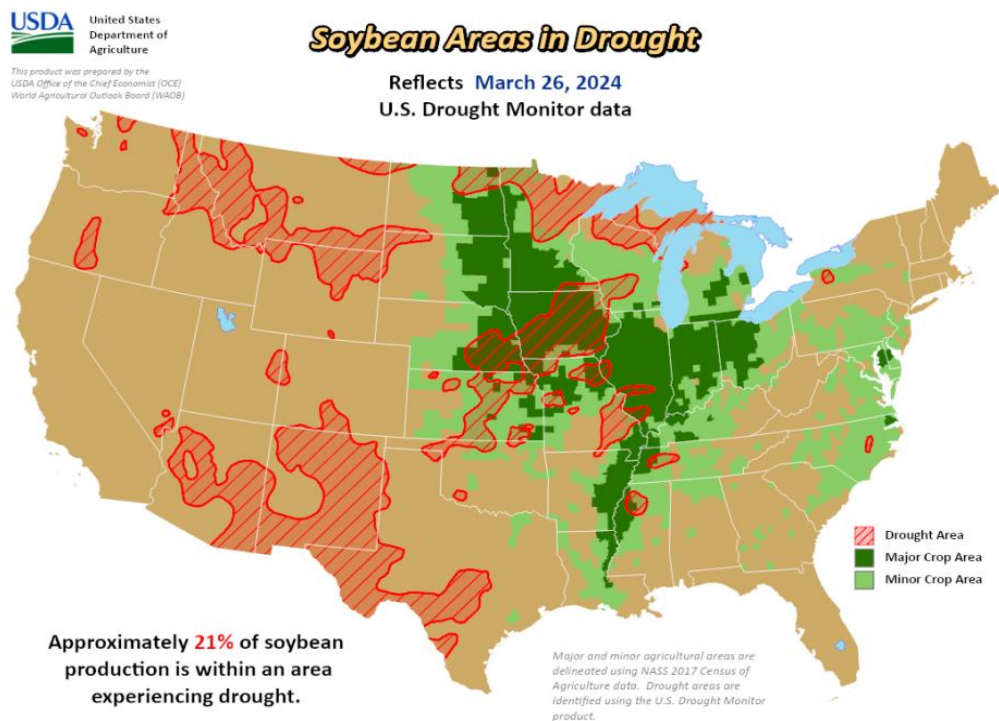 USDA
United States
Department of
Agriculture
This product was prepared by the
USDA Office of the Chief Economist (OCE)
World Agricultural Outlook Board (WAOB)
Soybean Areas in Drought
Reflects March 26, 2024
U.S. Drought Monitor data
Drought Area
Major Crop Area
Minor Crop Area
Approximately 21% of soybean
production is within an area
experiencing drought.
Major and minor agricultural areas are
delineated using NASS 2017 Census of
Agriculture data. Drought areas are
identified using the U.S. Drought Monitor
product.